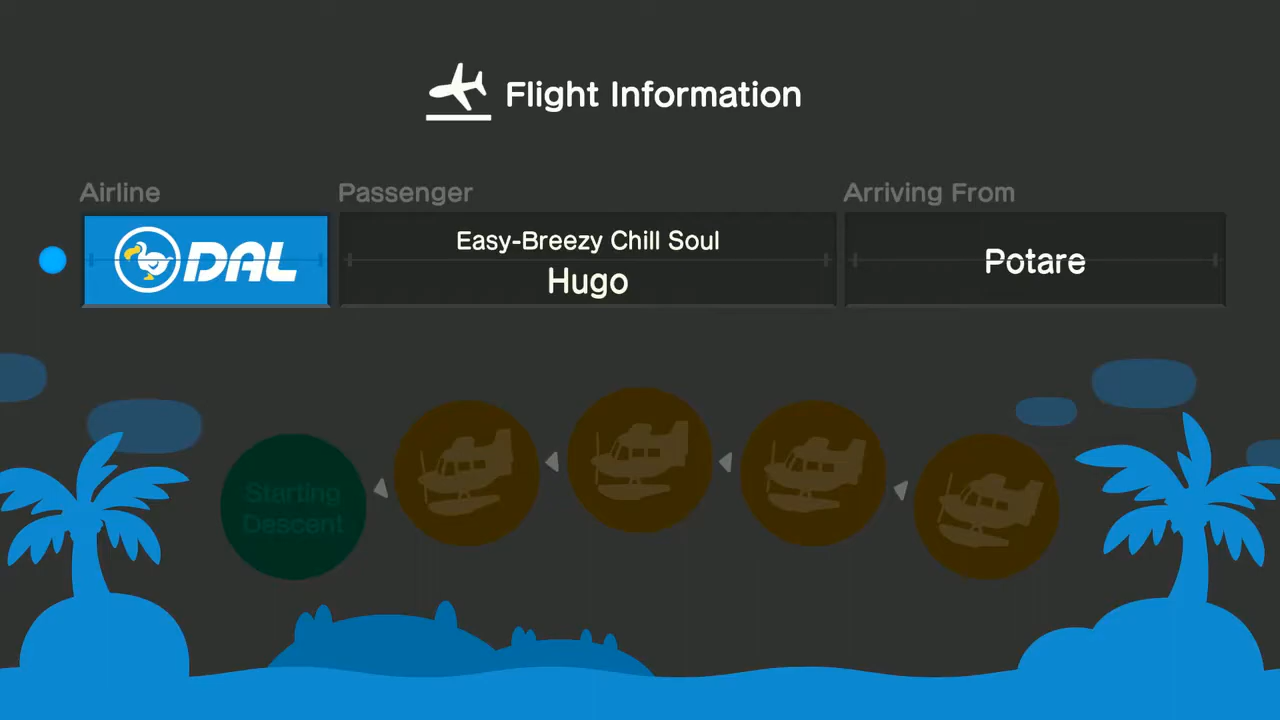 Flight Information
Airline
Passenger
Arriving From
DAL
Easy-Breezy Chill Soul
Hugo
Potare
Starting
Descent